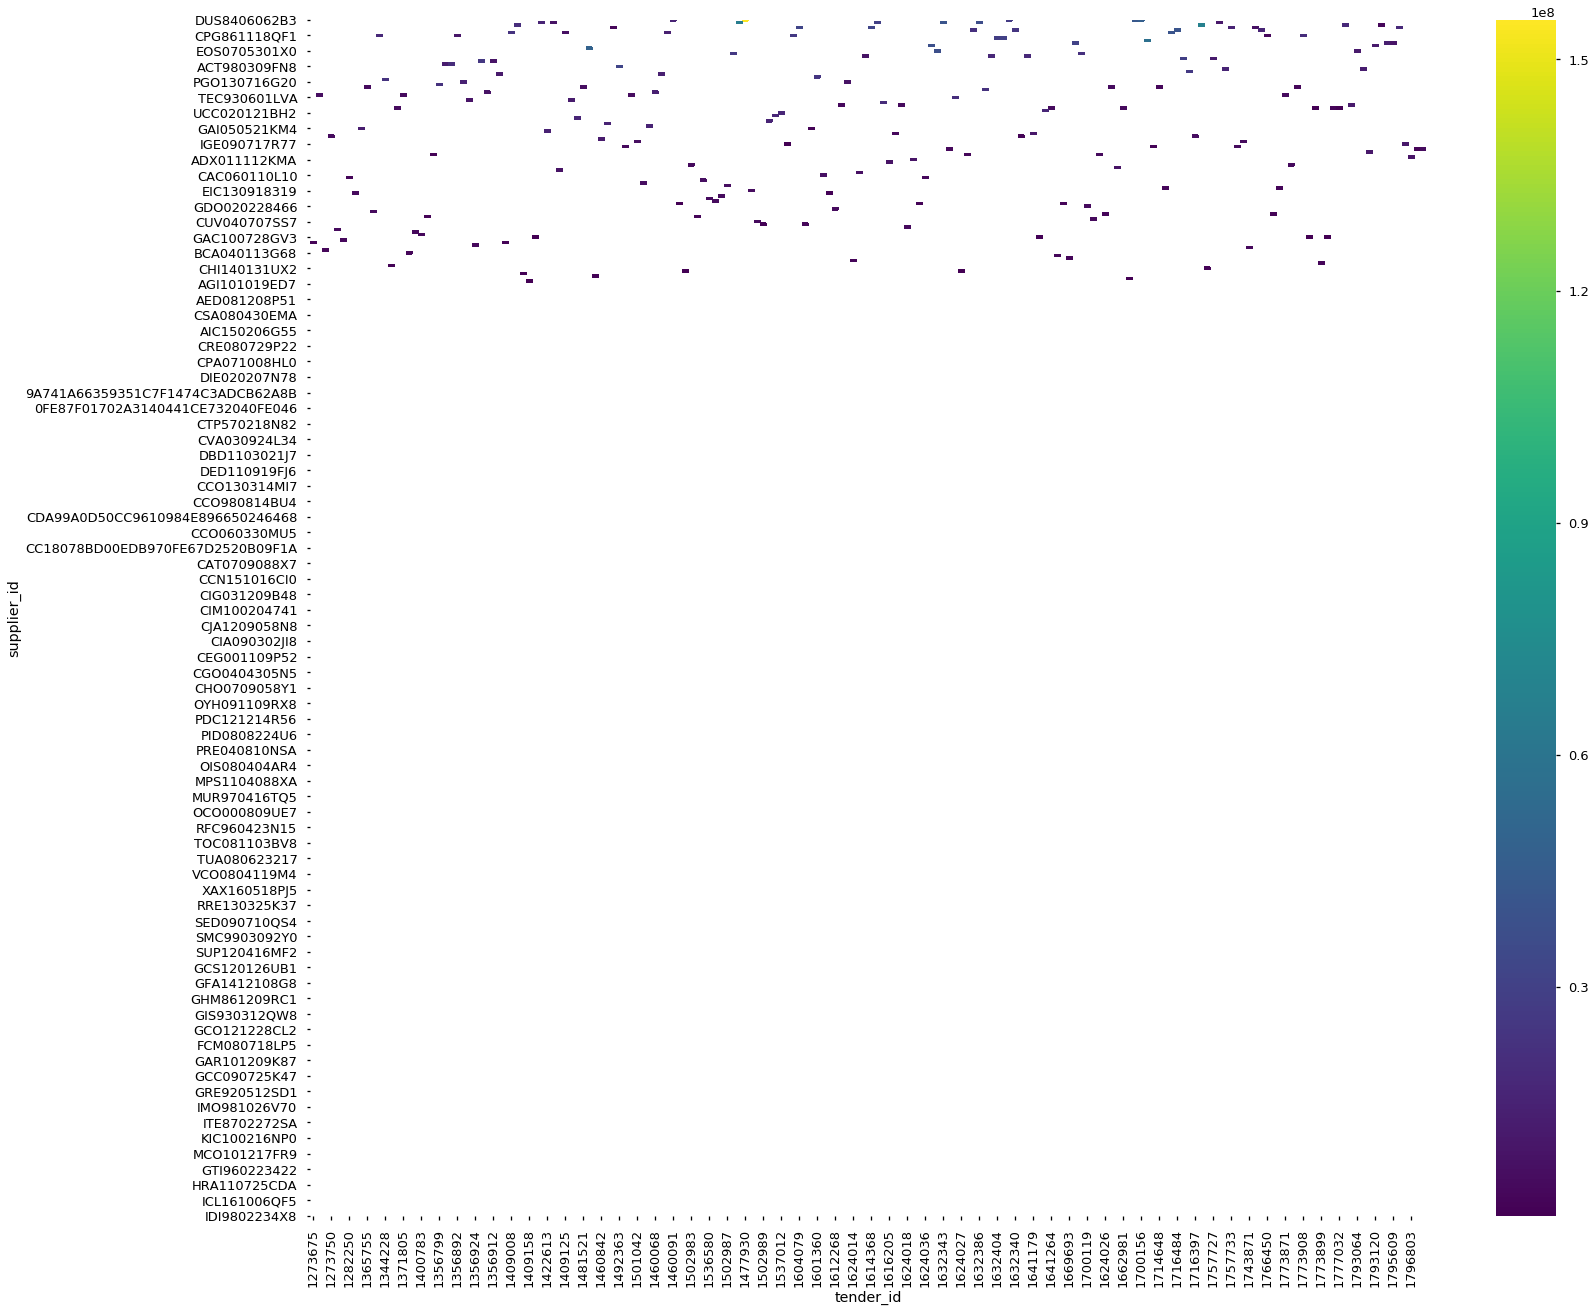 1e8
DUS8406062B3
CPG861118QF1
EOS0705301X0
ACT980309FN8
PGO130716G20
TEC930601LVA
UCC020121BH2
GAI050521KM4
IGE090717R77
ADX011112KMA
CAC060110L10
EIC130918319
GDO020228466
CUV040707SS7
GAC100728GV3
BCA040113G68
CHI140131UX2
AGI101019ED7
AED081208P51
CSA080430EMA
AIC150206G55
CRE080729P22
CPA071008HL0
DIE020207N78
9A741A66359351C7F1474C3ADCB62A8B
0FE87F01702A3140441CE732040FE046
CTP570218N82
CVA030924L34
DBD1103021J7
DED110919FJ6
CCO130314MI7
CCO980814BU4
CDA99A0D50CC9610984E896650246468
CCO060330MU5
CC18078BD00EDB970FE67D2520B09F1A
CAT0709088X7
CCN151016CI0
CIG031209B48
CIM100204741
CJA1209058N8
CIA090302JI8
CEG001109P52
CGO0404305N5
CHO0709058Y1
OYH091109RX8
PDC121214R56
PID0808224U6
PRE040810NSA
OIS080404AR4
MPS1104088XA
MUR970416TQ5
OCO000809UE7
RFC960423N15
TOC081103BV8
TUA080623217
VCO0804119M4
XAX160518PJ5
RRE130325K37
SED090710QS4
SMC9903092Y0
SUP120416MF2
GCS120126UB1
GFA1412108G8
GHM861209RC1
GIS930312QW8
GCO121228CL2
FCM080718LP5
GAR101209K87
GCC090725K47
GRE920512SD1
IMO981026V70
ITE8702272SA
KIC100216NP0
MCO101217FR9
GTI960223422
HRA110725CDA
ICL161006QF5
IDI9802234X8
supplier_id
1273675
1273750
1282250
1365755
1344228
1371805
1400783
1356799
1356892
1356924
1356912
1409008
1409158
1422613
1409125
1481521
1460842
1492363
1501042
1460068
1460091
1502983
1536580
1502987
1477930
1502989
1537012
1604079
1601360
1612268
1624014
1614368
1616205
1624018
1624036
1632343
1624027
1632386
1632404
1632340
1641179
1641264
1669693
1700119
1624026
1662981
1700156
1714648
1716484
1716397
1757727
1757733
1743871
1766450
1773871
1773908
1773899
1777032
1793064
1793120
1795609
1796803
tender_id
1.5
1.2
0.9
0.6
0.3